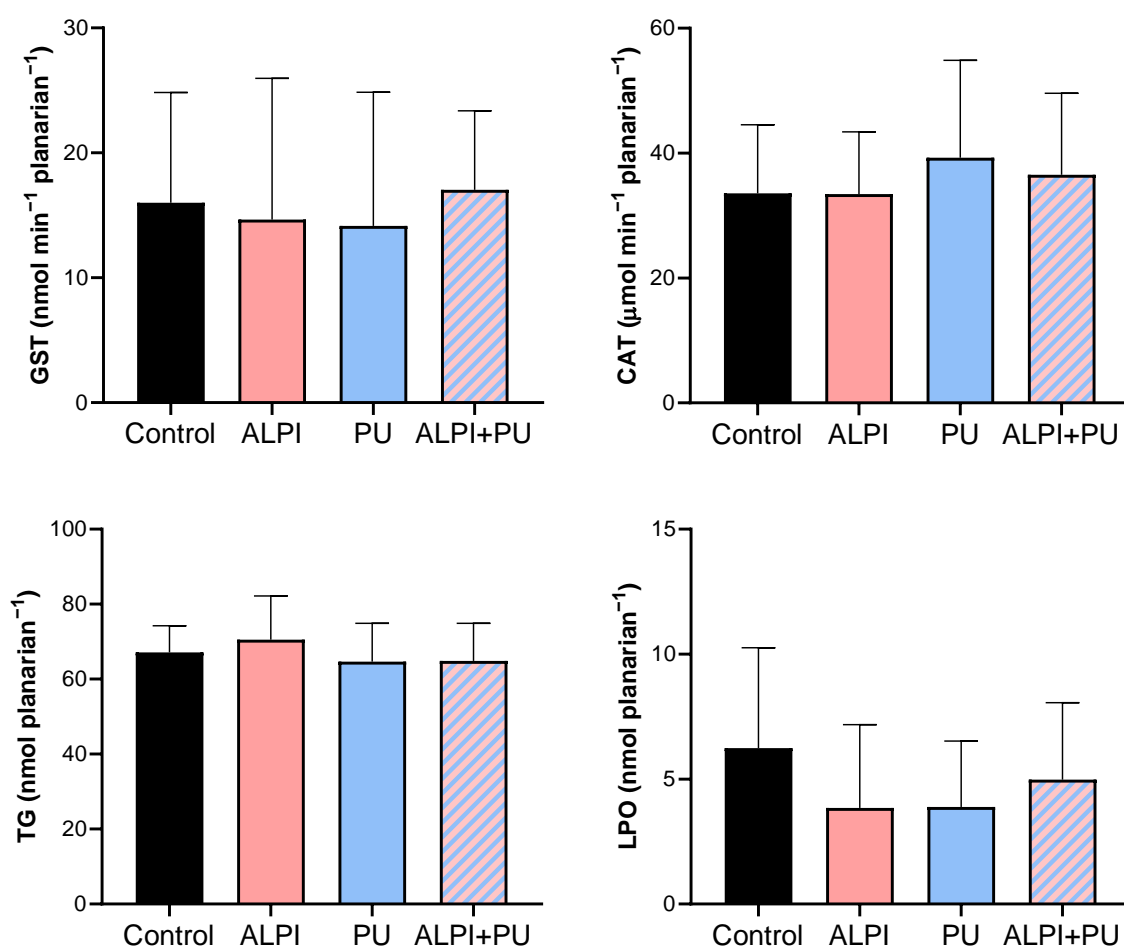 GST (nmol min⁻¹ planarian⁻¹)
30
20
10
0
Control ALPI PU ALPI+PU
CAT (μmol min⁻¹ planarian⁻¹)
60
40
20
0
Control ALPI PU ALPI+PU
TG (nmol planarian⁻¹)
100
80
60
40
20
0
Control ALPI PU ALPI+PU
LPO (nmol planarian⁻¹)
15
10
5
0
Control ALPI PU ALPI+PU